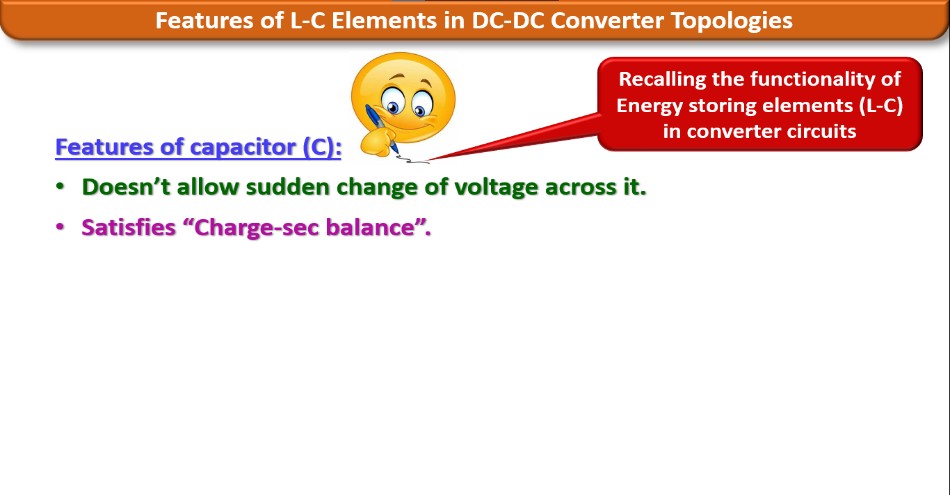 Features of L-C Elements in DC-DC Converter Topologies
Recalling the functionality of
Energy storing elements (L-C)
in converter circuits
Features of capacitor (C):
• Doesn’t allow sudden change of voltage across it.
• Satisfies “Charge-sec balance”.